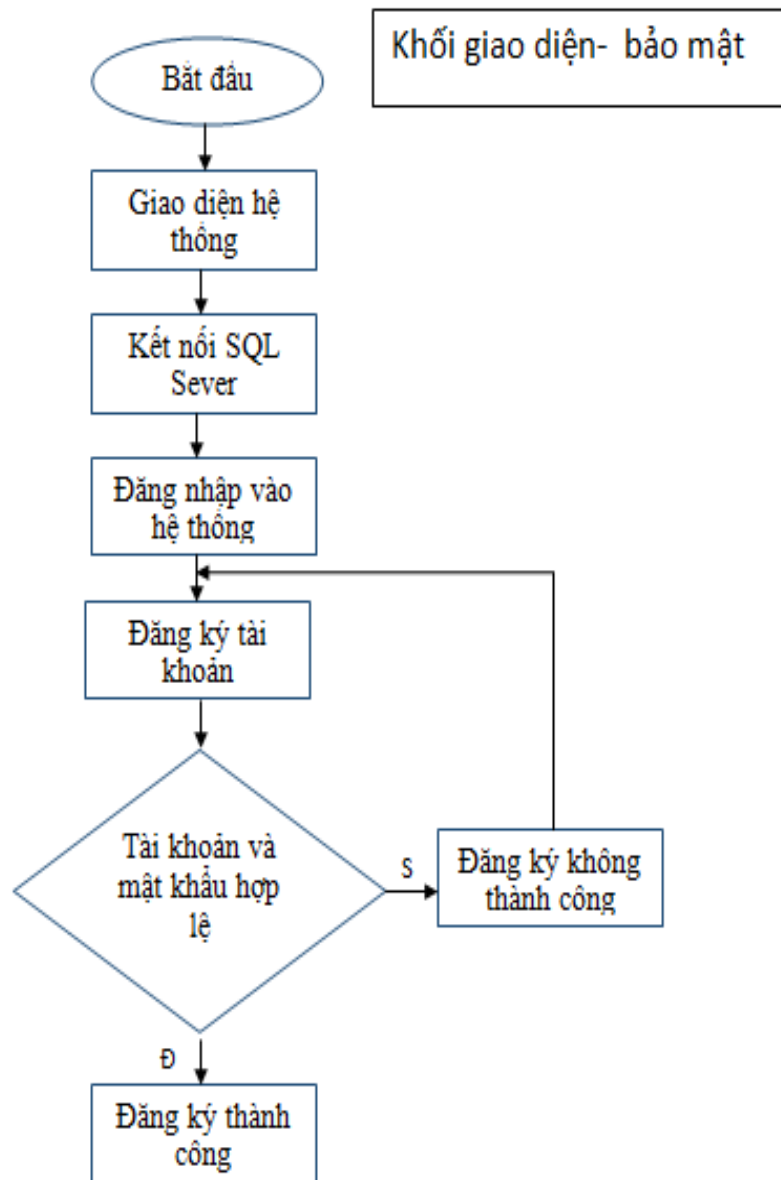 Khối giao diện- bảo mật
Bắt đầu
Giao diện hệ
thống
Kết nối SQL
Sever
Đăng nhập vào
hệ thống
Đăng ký tài
khoản
Tài khoản và
mật khẩu hợp
lệ
S
Đăng ký không
thành công
Đ
Đăng ký thành
công